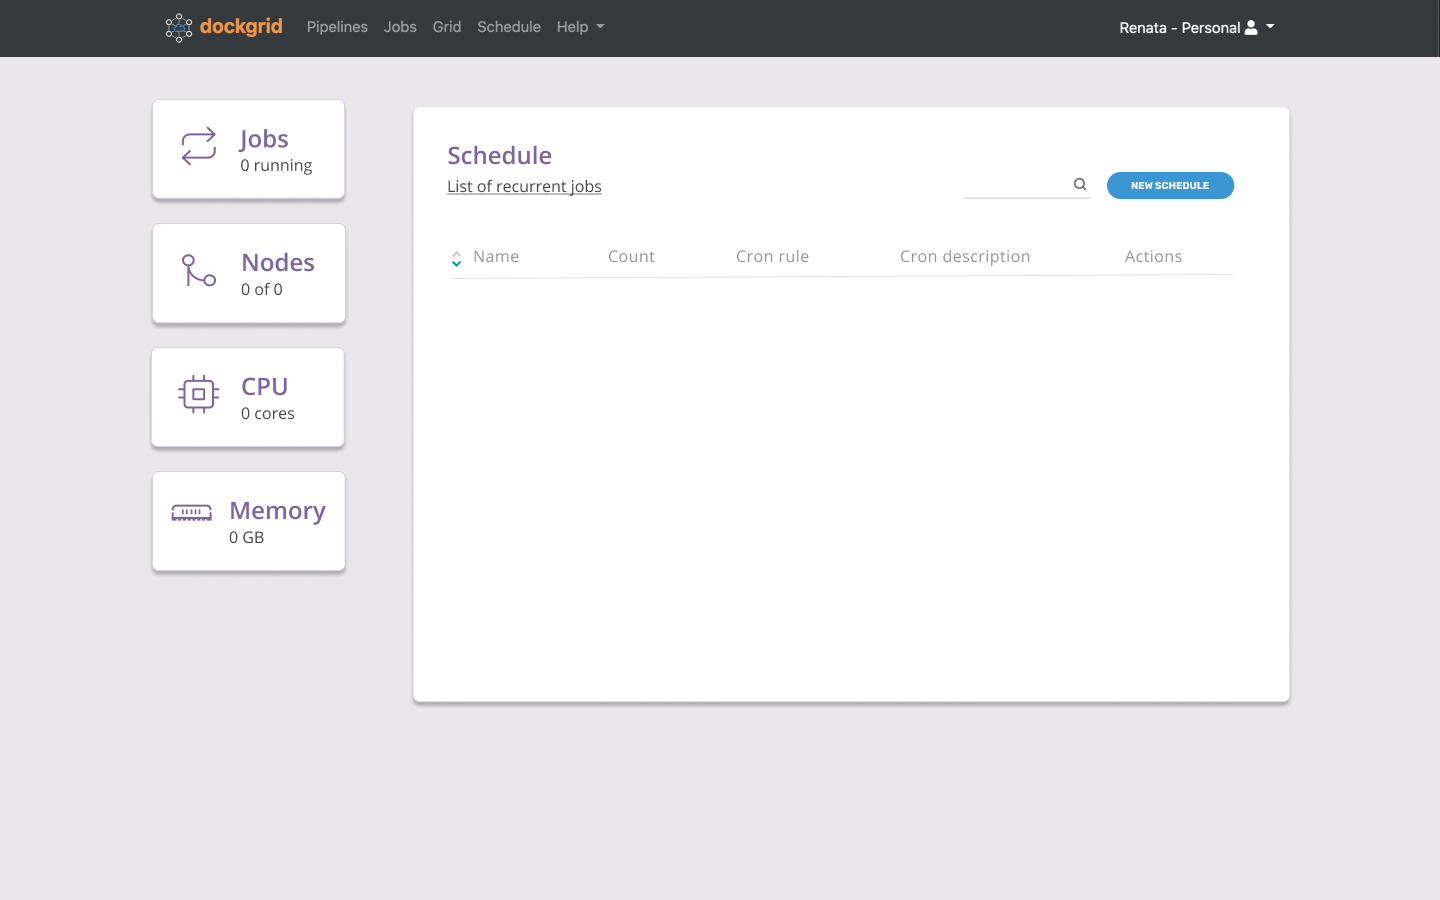 dockgrid Pipelines Jobs Grid Schedule Help Renata - Personal
Jobs
0 running
Nodes
0 of 0
CPU
0 cores
Memory
0 GB
Schedule
List of recurrent jobs
NEW SCHEDULE
Name Count Cron rule Cron description Actions